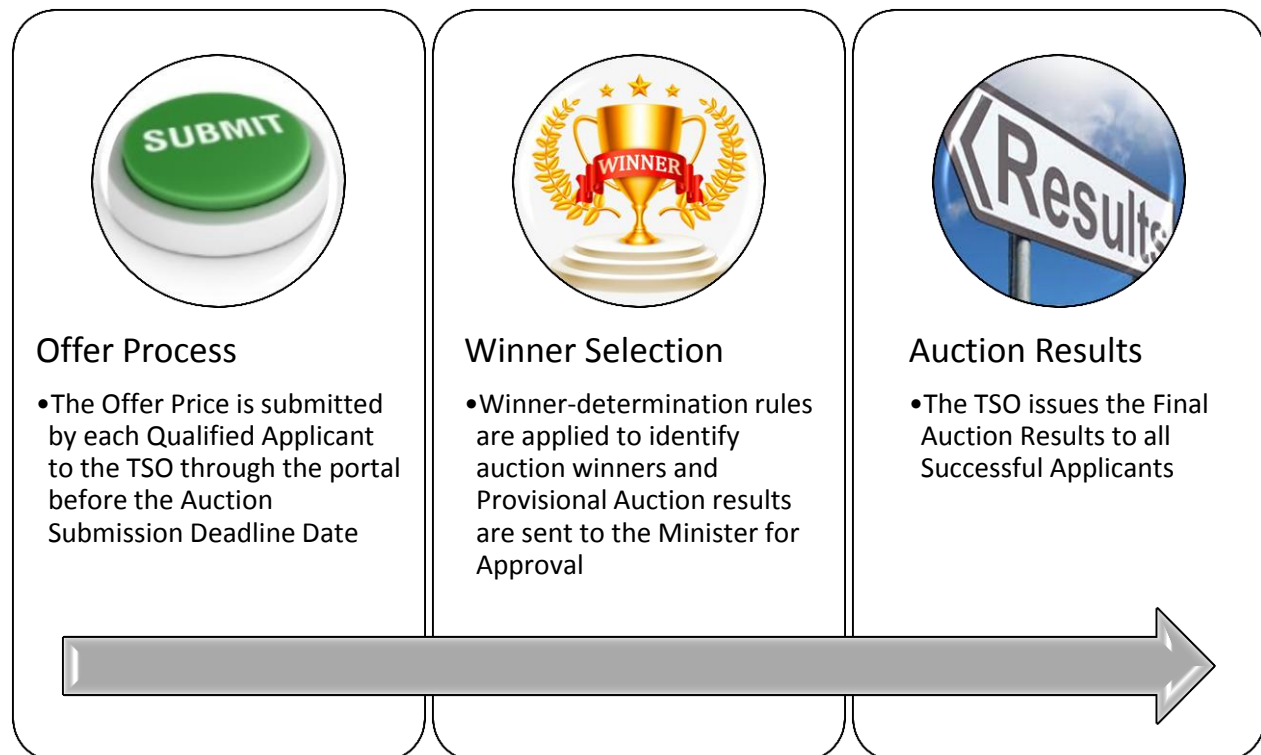 SUBMIT
Offer Process
•The Offer Price is submitted
by each Qualified Applicant
to the TSO through the portal
before the Auction
Submission Deadline Date
WINNER
Winner Selection
•Winner-determination rules
are applied to identify
auction winners and
Provisional Auction results
are sent to the Minister for
Approval
Results
Auction Results
•The TSO issues the Final
Auction Results to all
Successful Applicants